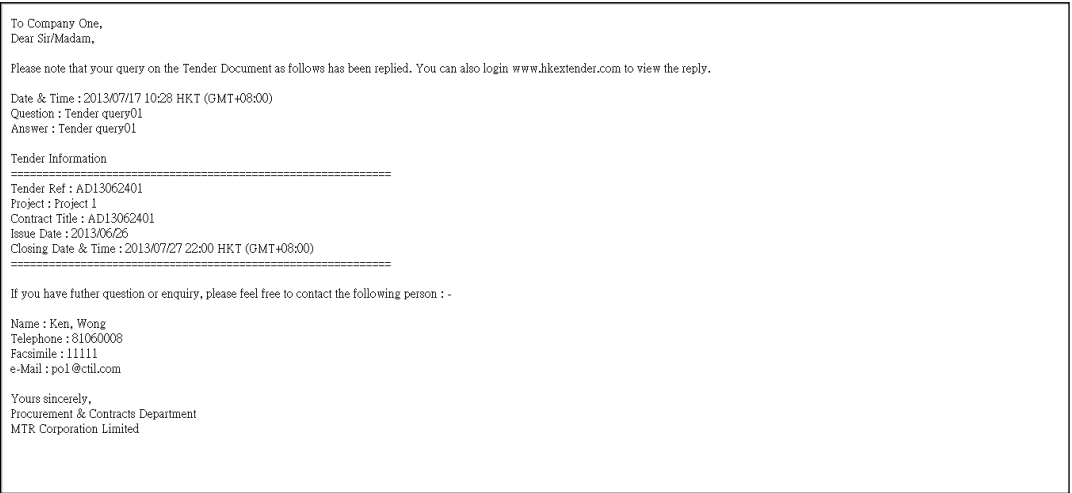 To Company One,
Dear Sir/Madam,
Please note that your query on the Tender Document as follows has been replied. You can also login www.hkextender.com to view the reply.
Date & Time : 2013/07/17 10:28 HKT (GMT+08:00)
Question : Tender query01
Answer : Tender query01
Tender Information
============================================================
Tender Ref : AD13062401
Project : Project 1
Contract Title : AD13062401
Issue Date : 2013/06/26
Closing Date & Time : 2013/07/27 22:00 HKT (GMT+08:00)
============================================================
If you have futher question or enquiry, please feel free to contact the following person : -
Name : Ken, Wong
Telephone : 81060008
Facsimile : 11111
e-Mail : po1@ctil.com
Yours sincerely,
Procurement & Contracts Department
MTR Corporation Limited